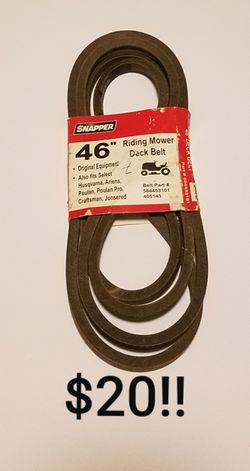 SNAPPER
46" Riding Mower
Deck Belt
• Original Equipment
• Also fits Select
Husqvarna, Ariens,
Poulan, Poulan Pro,
Craftsman, Jonsered
Belt Part #
584453101
405143
$20!!